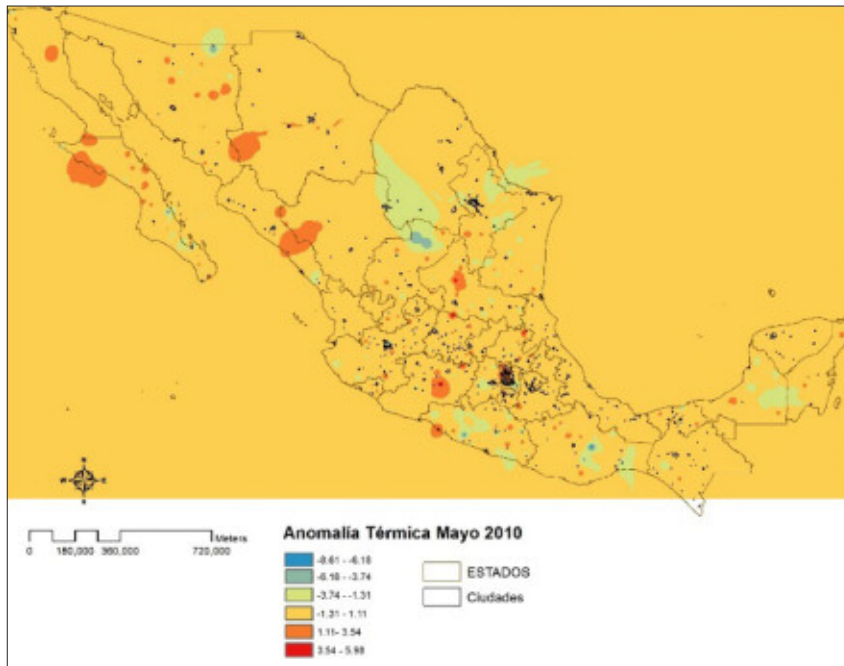 N
W E
S
Meters
0 180,000 360,000 720,000
Anomalía Térmica Mayo 2010
-8.61 - -6.18
-6.18 - -3.74
-3.74 - -1.31
-1.31 - 1.11
1.11- 3.54
3.54 - 5.98
ESTADOS
Ciudades